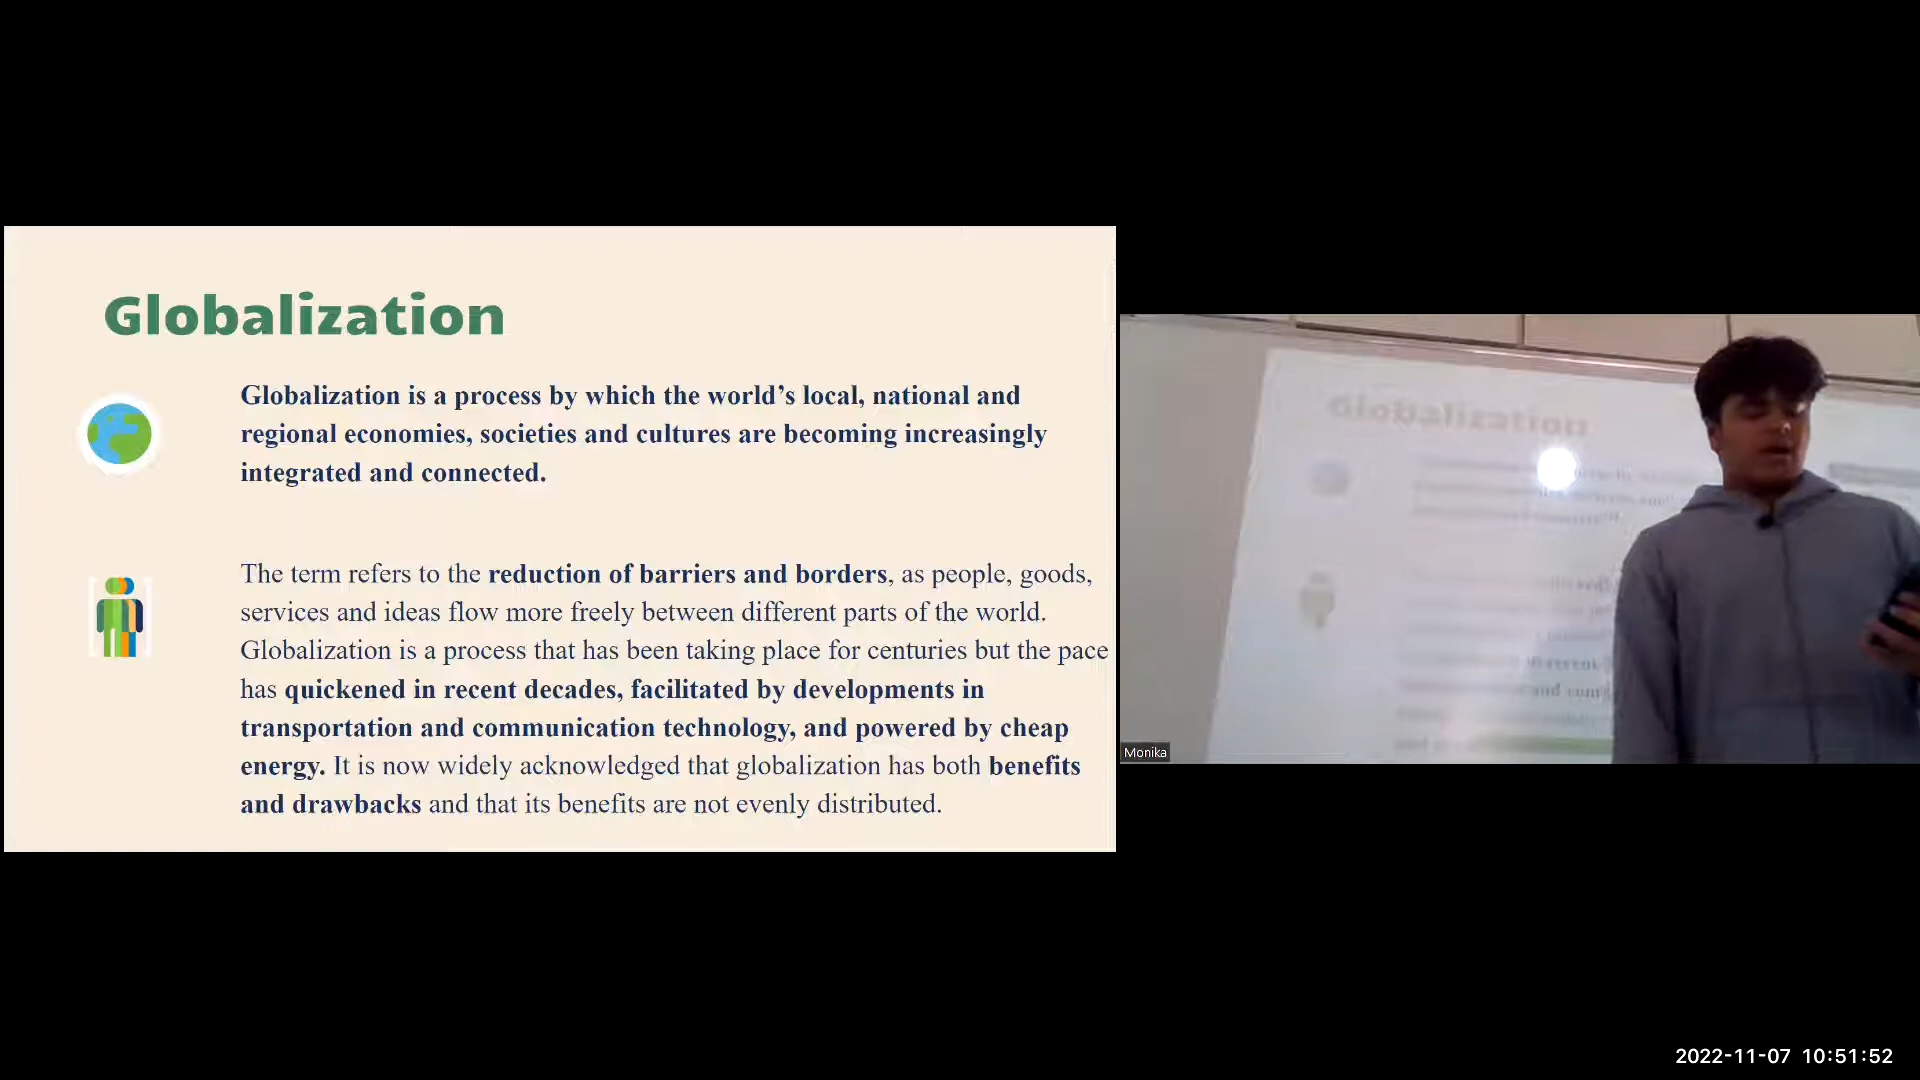 Globalization
Globalization is a process by which the world’s local, national and
regional economies, societies and cultures are becoming increasingly
integrated and connected.
The term refers to the reduction of barriers and borders, as people, goods,
services and ideas flow more freely between different parts of the world.
Globalization is a process that has been taking place for centuries but the pace
has quickened in recent decades, facilitated by developments in
transportation and communication technology, and powered by cheap
energy. It is now widely acknowledged that globalization has both benefits
and drawbacks and that its benefits are not evenly distributed.
Globalization
Monika
2022-11-07 10:51:52